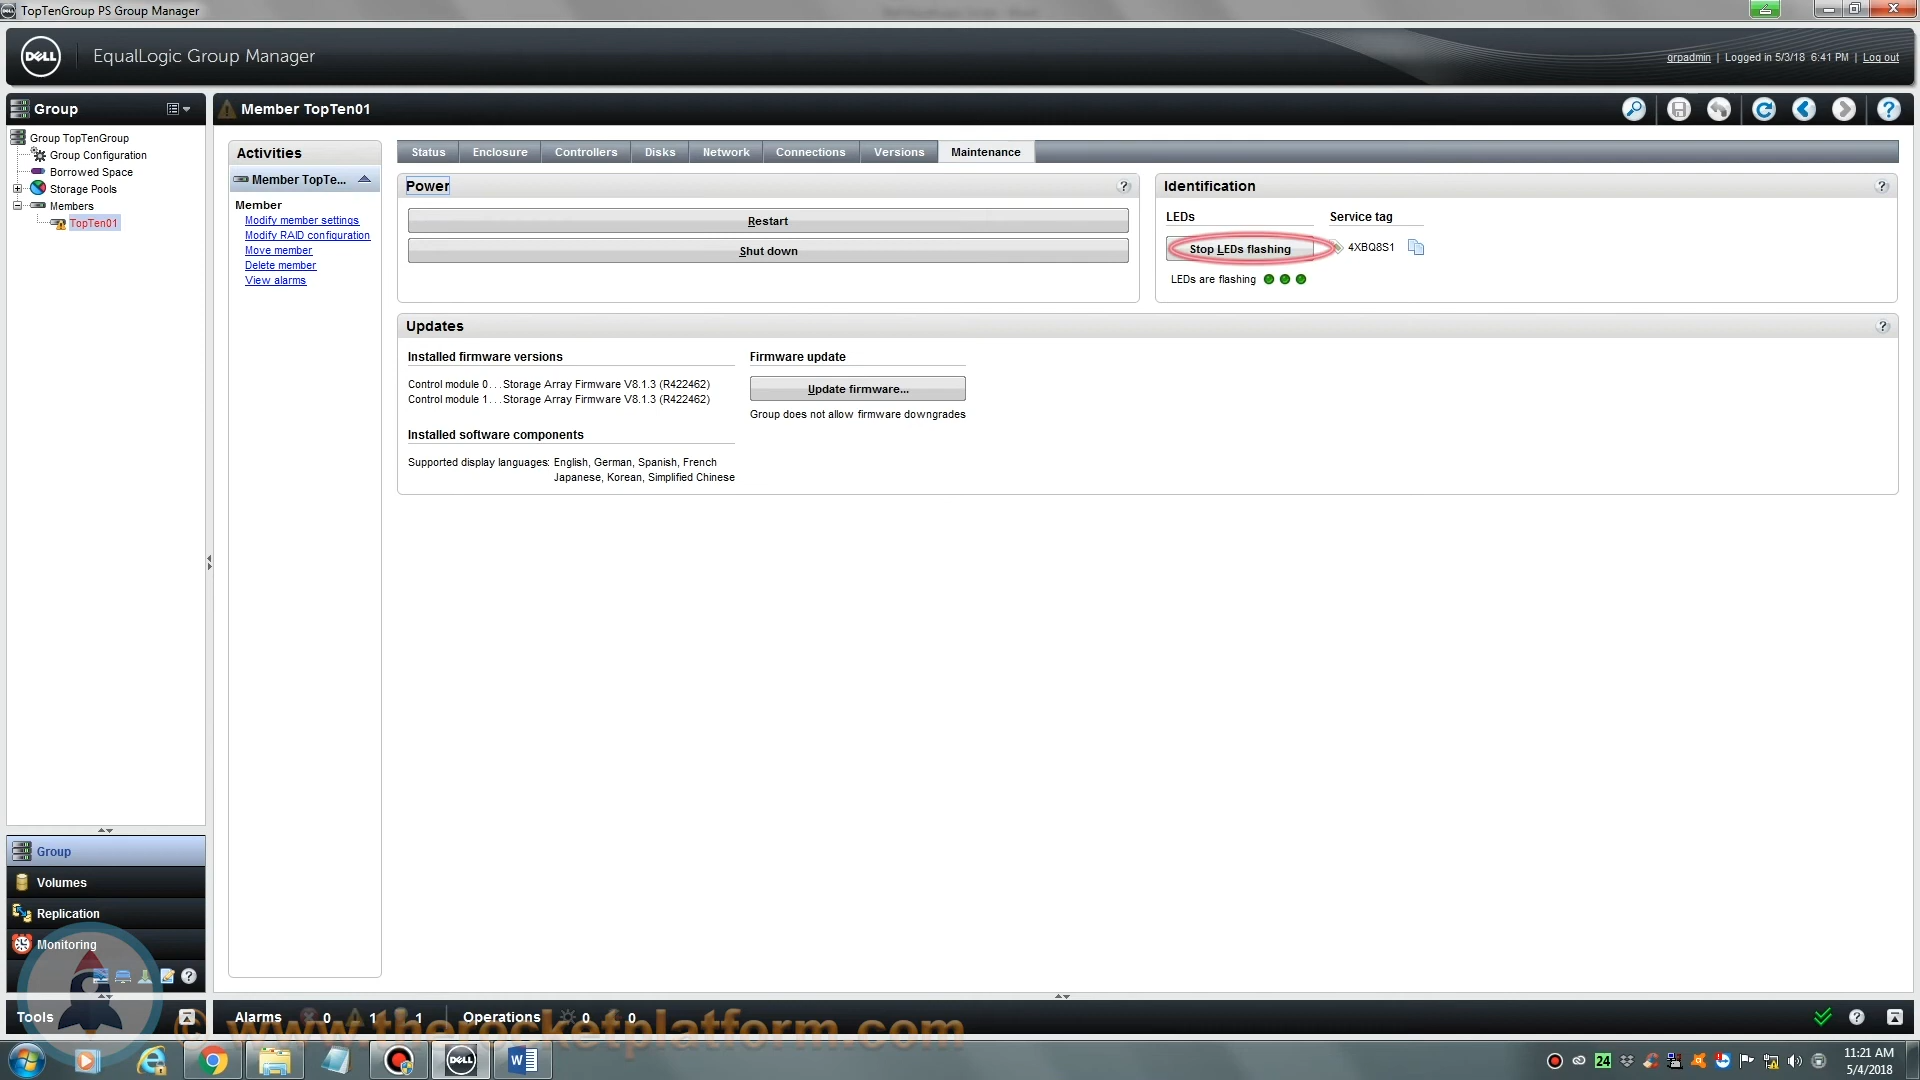 TopTenGroup PS Group Manager
DELL
EqualLogic Group Manager
grpadmin | Logged in 5/3/18 6:41 PM | Log out
Group
Member TopTen01
Group TopTenGroup
Group Configuration
Borrowed Space
Storage Pools
Members
TopTen01
Activities
Member TopTe...
Member
Modify member settings
Modify RAID configuration
Move member
Delete member
View alarms
Status Enclosure Controllers Disks Network Connections Versions Maintenance
Power ?
Restart
Shut down
Identification ?
LEDs Service tag
Stop LEDs flashing 4XBQ8S1
LEDs are flashing
Updates ?
Installed firmware versions
Control module 0...Storage Array Firmware V8.1.3 (R422462)
Control module 1...Storage Array Firmware V8.1.3 (R422462)
Firmware update
Update firmware...
Group does not allow firmware downgrades
Installed software components
Supported display languages: English, German, Spanish, French
Japanese, Korean, Simplified Chinese
Group
Volumes
Replication
Monitoring
Tools
Alarms 0 1 1 Operations 0 0
© www.therocketplatform.com
24
11:21 AM
5/4/2018